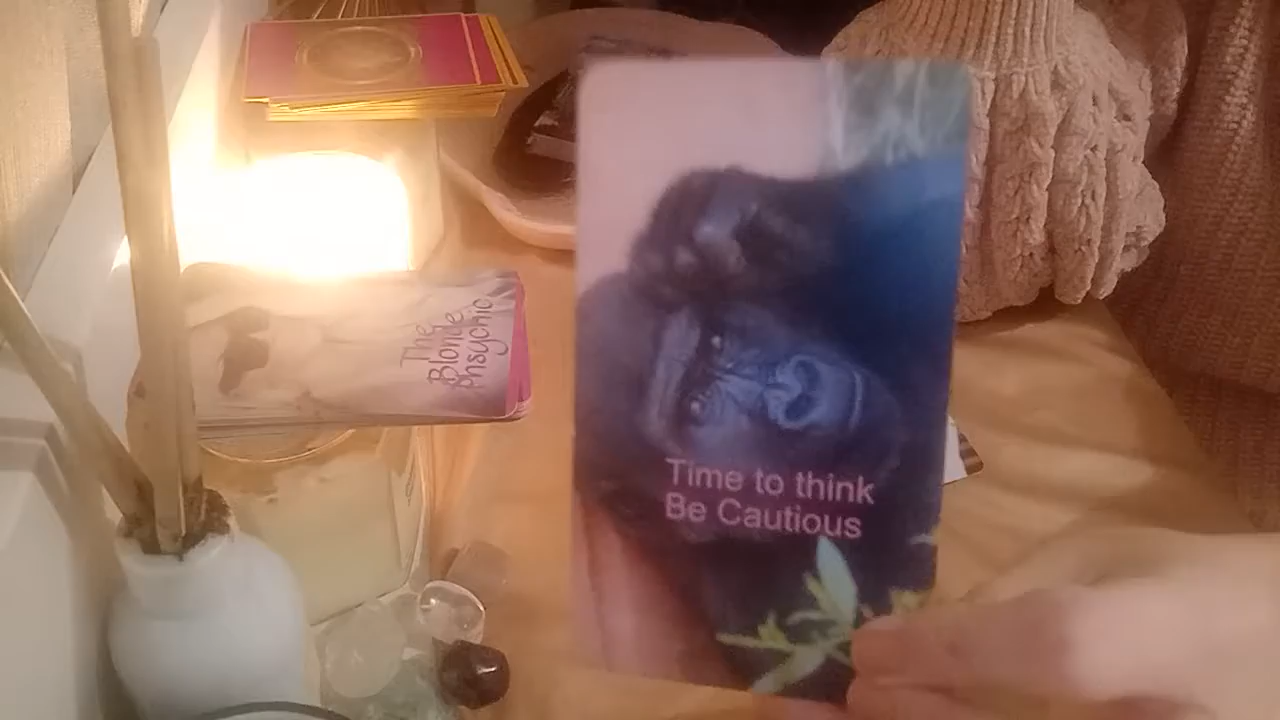 The
Blonde
Phsychic
Time to think
Be Cautious